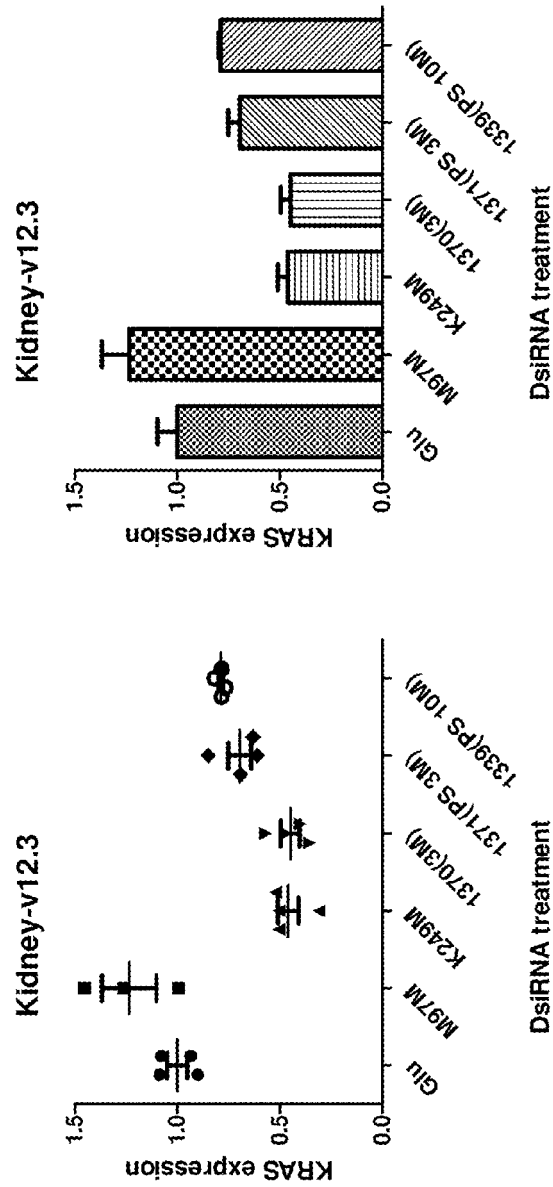 Kidney-v12.3
KRAS expression
1.5
1.0
0.5
0.0
Glu
M97M
K249M
1370(3M)
1371(PS 3M)
1339(PS 10M)
DsiRNA treatment
Kidney-v12.3
KRAS expression
1.5
1.0
0.5
0.0
Glu
M97M
K249M
1370(3M)
1371(PS 3M)
1339(PS 10M)
DsiRNA treatment